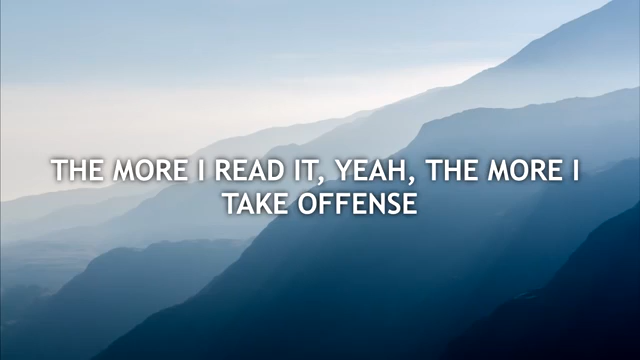 THE MORE I READ IT, YEAH, THE MORE I
TAKE OFFENSE